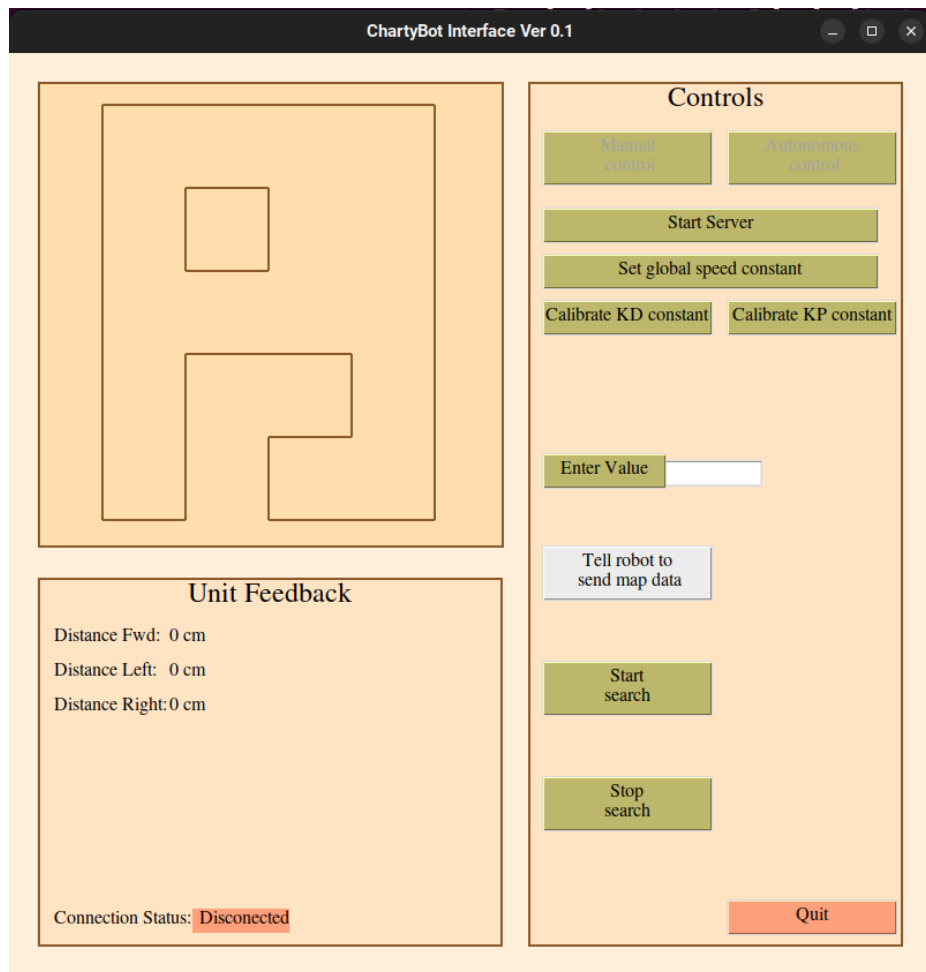 ChartyBot Interface Ver 0.1
Controls
Manual
control
Autonomous
control
Start Server
Set global speed constant
Calibrate KD constant
Calibrate KP constant
Enter Value
Tell robot to
send map data
Start
search
Stop
search
Quit
Unit Feedback
Distance Fwd: 0 cm
Distance Left: 0 cm
Distance Right: 0 cm
Connection Status: Disconected